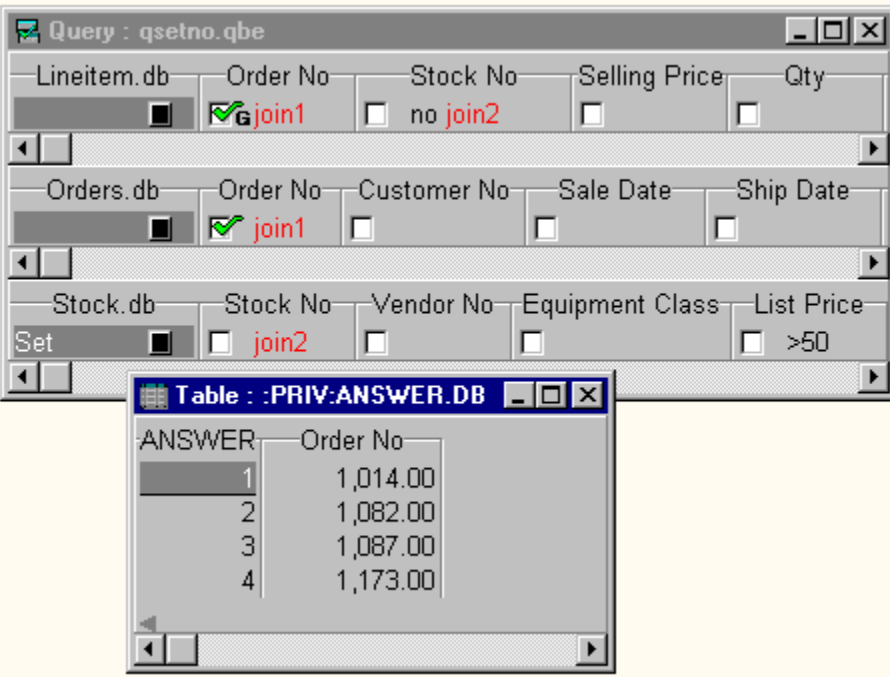 Query : qsetno.qbe
Lineitem.db Order No Stock No Selling Price Qty
G join1 no join2
Orders.db Order No Customer No Sale Date Ship Date
join1
Stock.db Stock No Vendor No Equipment Class List Price
Set join2 >50
Table : :PRIV:ANSWER.DB
ANSWER Order No
1 1,014.00
2 1,082.00
3 1,087.00
4 1,173.00